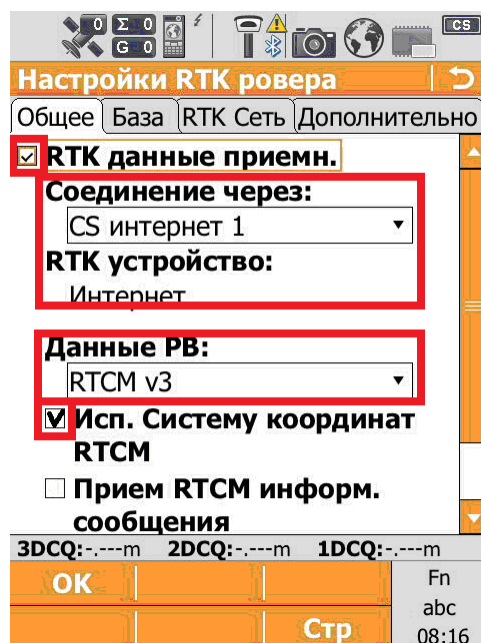 0 Σ 0
G 0
CS
Настройки RTK ровера
Общее База RTK Сеть Дополнительно
RTK данные приемн.
Соединение через:
CS интернет 1
RTK устройство:
Интернет
Данные РВ:
RTCM v3
Исп. Систему координат
RTCM
Прием RTCM информ.
сообщения
3DCQ:-.---m 2DCQ:-.---m 1DCQ:-.---m
OK
Fn
abc
Стр
08:16